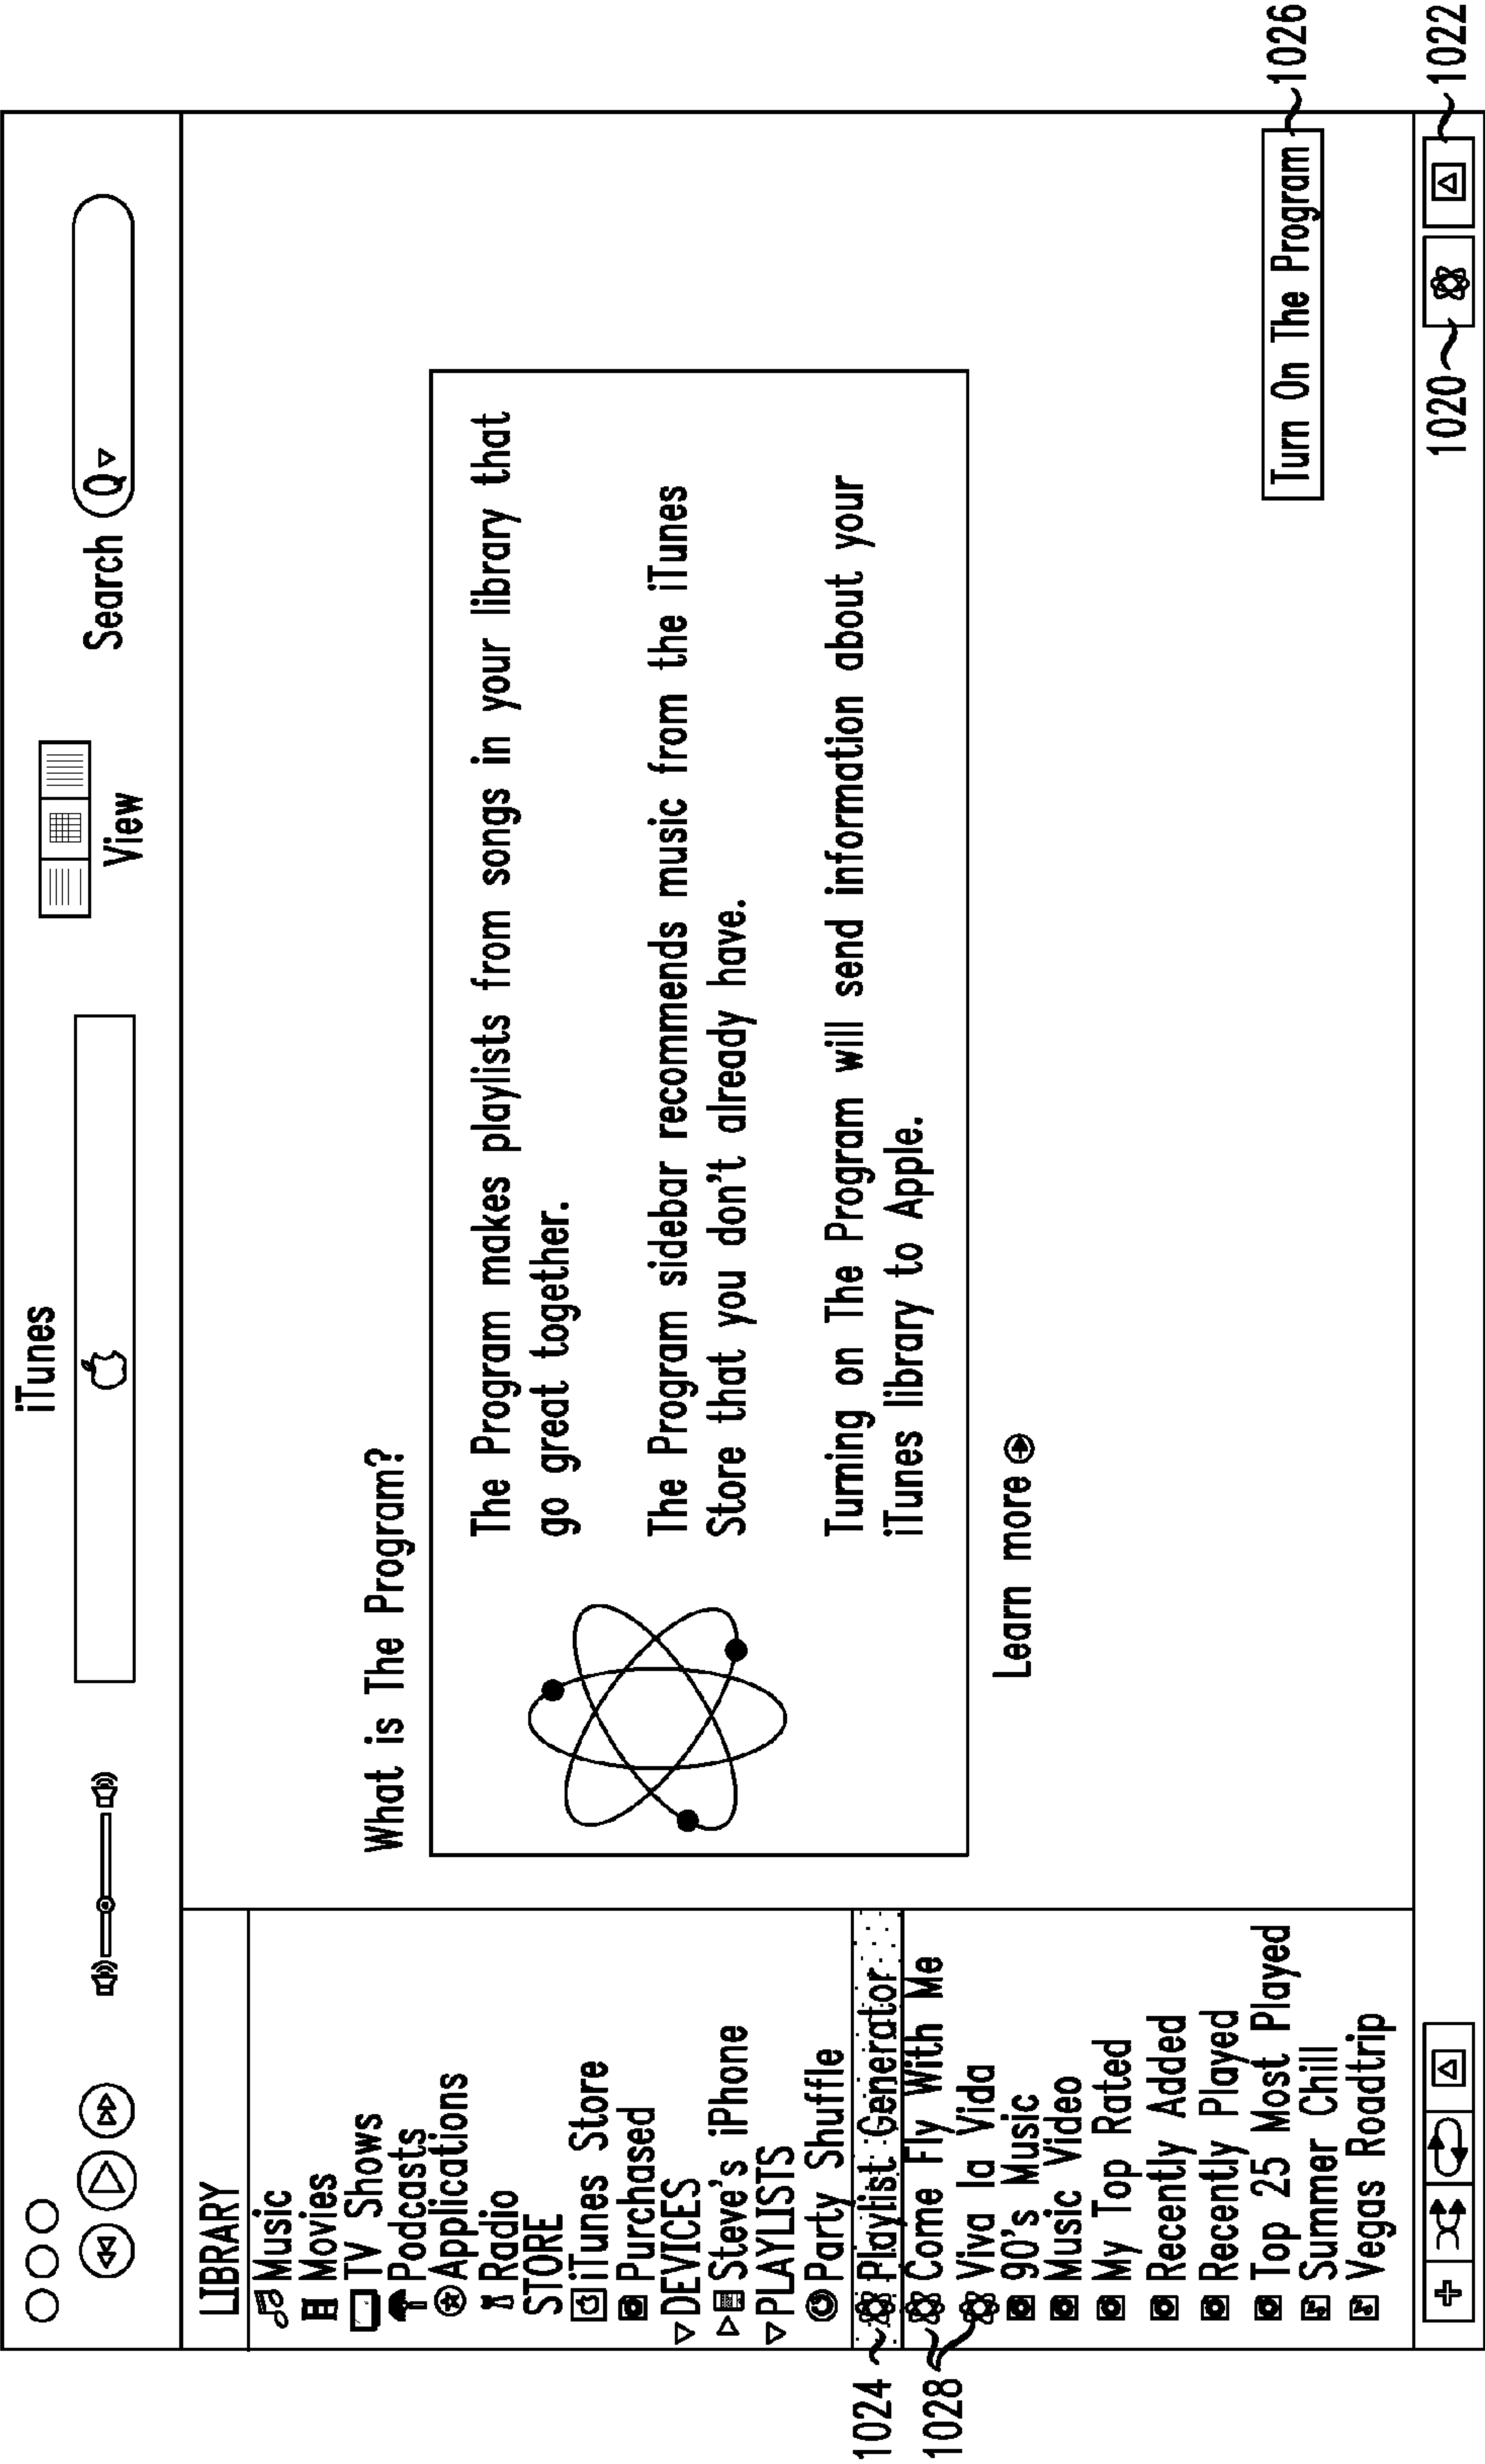 iTunes
View
Search
Q
LIBRARY
Music
Movies
TV Shows
Podcasts
Applications
Radio
STORE
iTunes Store
Purchased
DEVICES
Steve's iPhone
PLAYLISTS
Party Shuffle
Playlist Generator
Come Fly With Me
Viva la Vida
90's Music
Music Video
My Top Rated
Recently Added
Recently Played
Top 25 Most Played
Summer Chill
Vegas Roadtrip
1024
1028
What is The Program?
The Program makes playlists from songs in your library that
go great together.
The Program sidebar recommends music from the iTunes
Store that you don't already have.
Turning on The Program will send information about your
iTunes library to Apple.
Learn more
Turn On The Program
1026
1020
1022